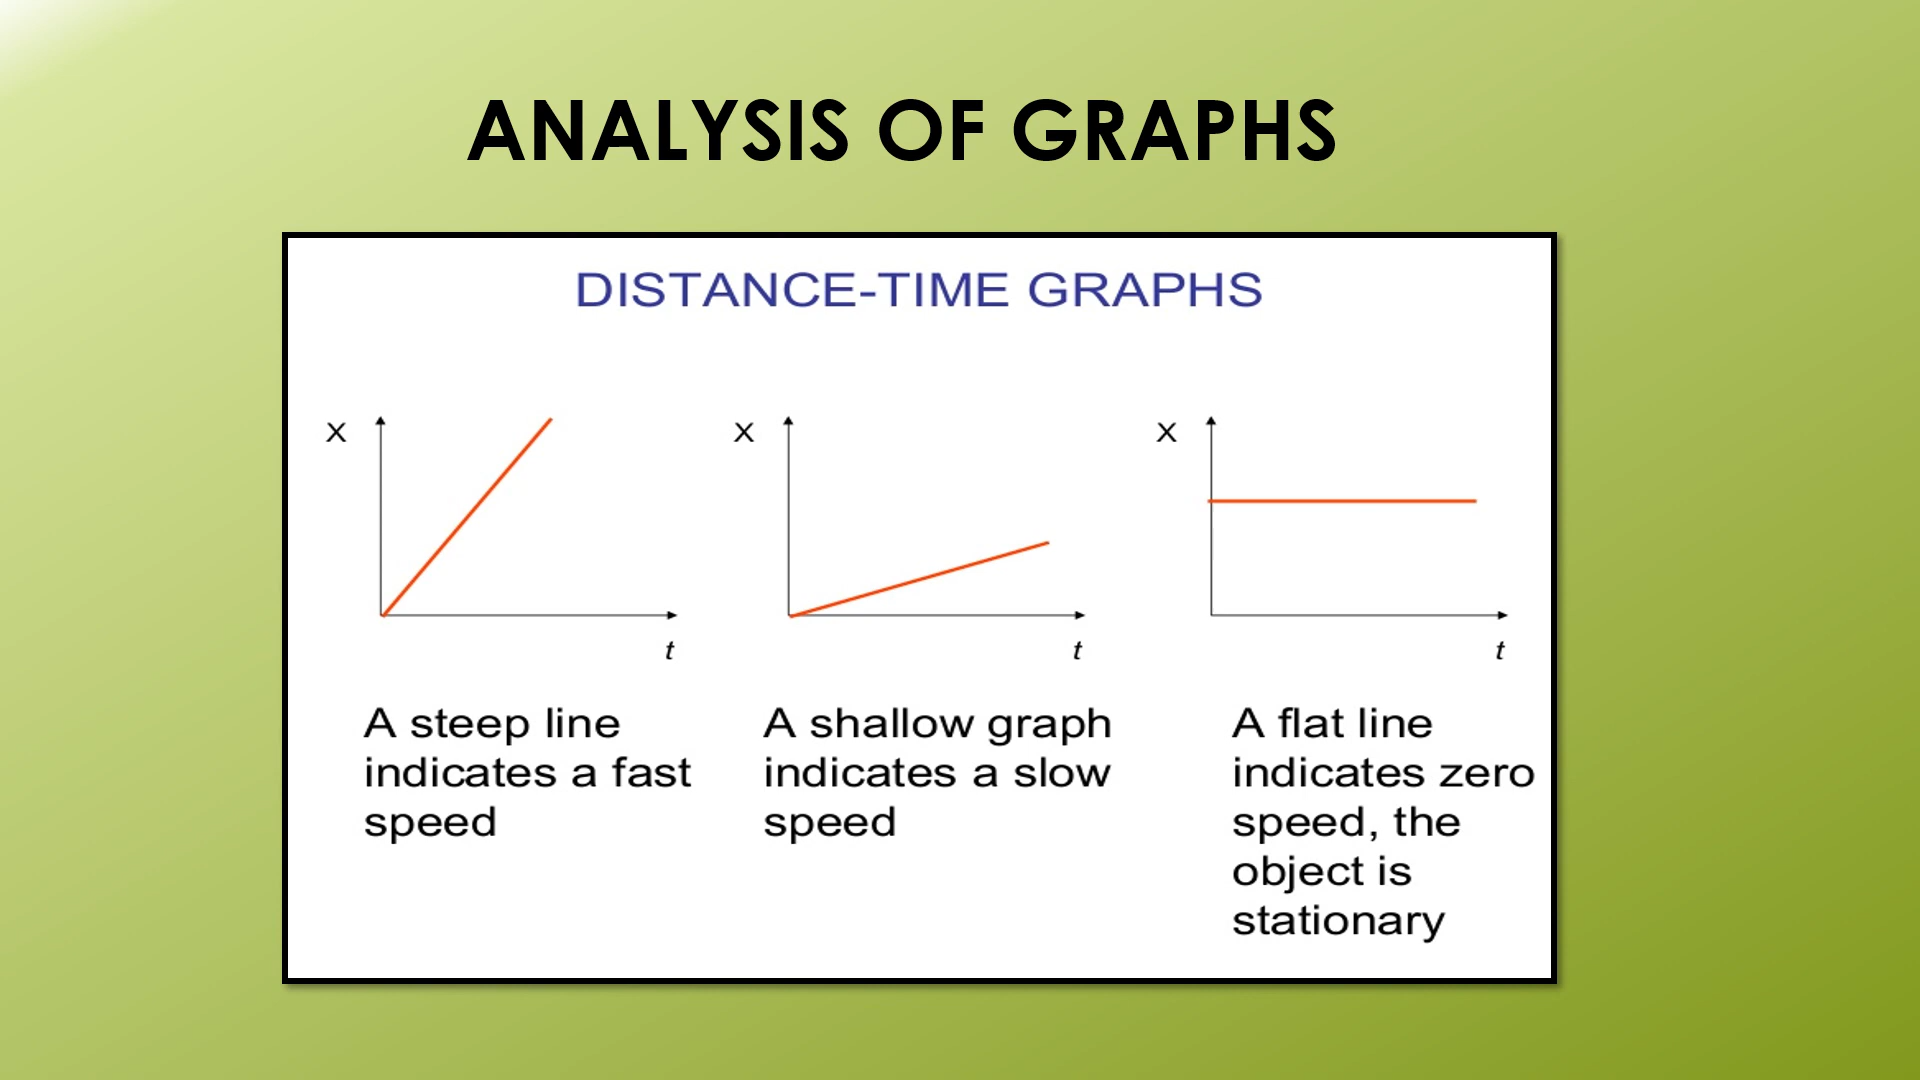 ANALYSIS OF GRAPHS
DISTANCE-TIME GRAPHS
x
t
A steep line
indicates a fast
speed
x
t
A shallow graph
indicates a slow
speed
x
t
A flat line
indicates zero
speed, the
object is
stationary